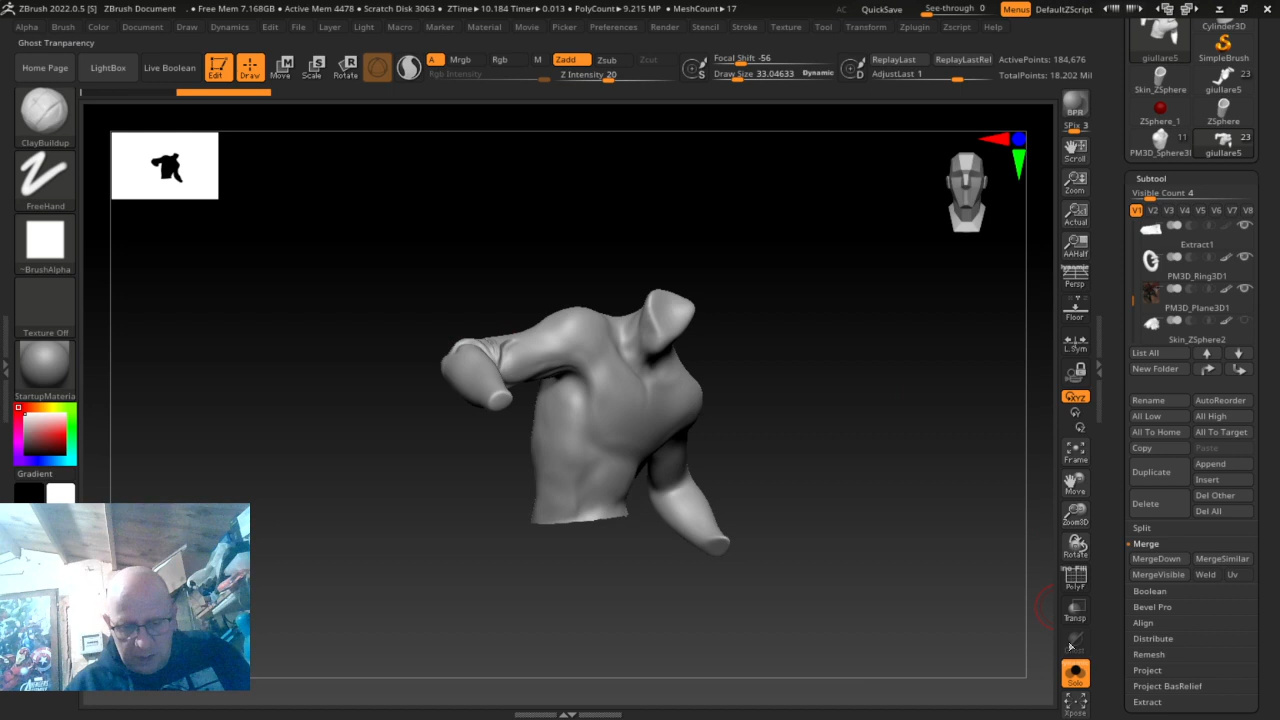 ZBrush 2022.0.5 [S]   ZBrush Document   . • Free Mem 7.168GB • Active Mem 4478 • Scratch Disk 3063 • ZTime▸10.184 Timer▸0.013 • PolyCount▸9.215 MP • MeshCount▸17   AC   QuickSave   See-through 0   Menus   DefaultZScript
Alpha   Brush   Color   Document   Draw   Dynamics   Edit   File   Layer   Light   Macro   Marker   Material   Movie   Picker   Preferences   Render   Stencil   Stroke   Texture   Tool   Transform   Zplugin   Zscript   Help
Ghost Tranparency
Home Page   LightBox   Live Boolean   Edit   Draw   Move   Scale   Rotate   A   Mrgb   Rgb   M   Zadd   Zsub   Zcut   Focal Shift -56   ReplayLast   ReplayLastRel   ActivePoints: 184,676
Rgb Intensity   Z Intensity 20   S   Draw Size 33.04633   Dynamic   D   AdjustLast 1   TotalPoints: 18.202 Mil
ClayBuildup
FreeHand
~BrushAlpha
Texture Off
StartupMateria
Gradient
AVENGERS
BPR
SPix 3
Scroll
Zoom
Actual
AAHalf
Dynamic
Persp
Floor
L.Sym
XYZ
Y
Z
Frame
Move
Zoom3D
Rotate
PolyF
Transp
Solo
Xpose
Cylinder3D
giullare5   SimpleBrush
23
Skin_ZSphere   giullare5
ZSphere_1   ZSphere
11   23
PM3D_Sphere3I   giullare5
Subtool
Visible Count 4
V1   V2   V3   V4   V5   V6   V7   V8
Extract1
PM3D_Ring3D1
PM3D_Plane3D1
Skin_ZSphere2
List All
New Folder
Rename   AutoReorder
All Low   All High
All To Home   All To Target
Copy   Paste
Duplicate   Append
Insert
Delete   Del Other
Del All
Split
Merge
MergeDown   MergeSimilar
MergeVisible   Weld   Uv
Boolean
Bevel Pro
Align
Distribute
Remesh
Project
Project BasRelief
Extract